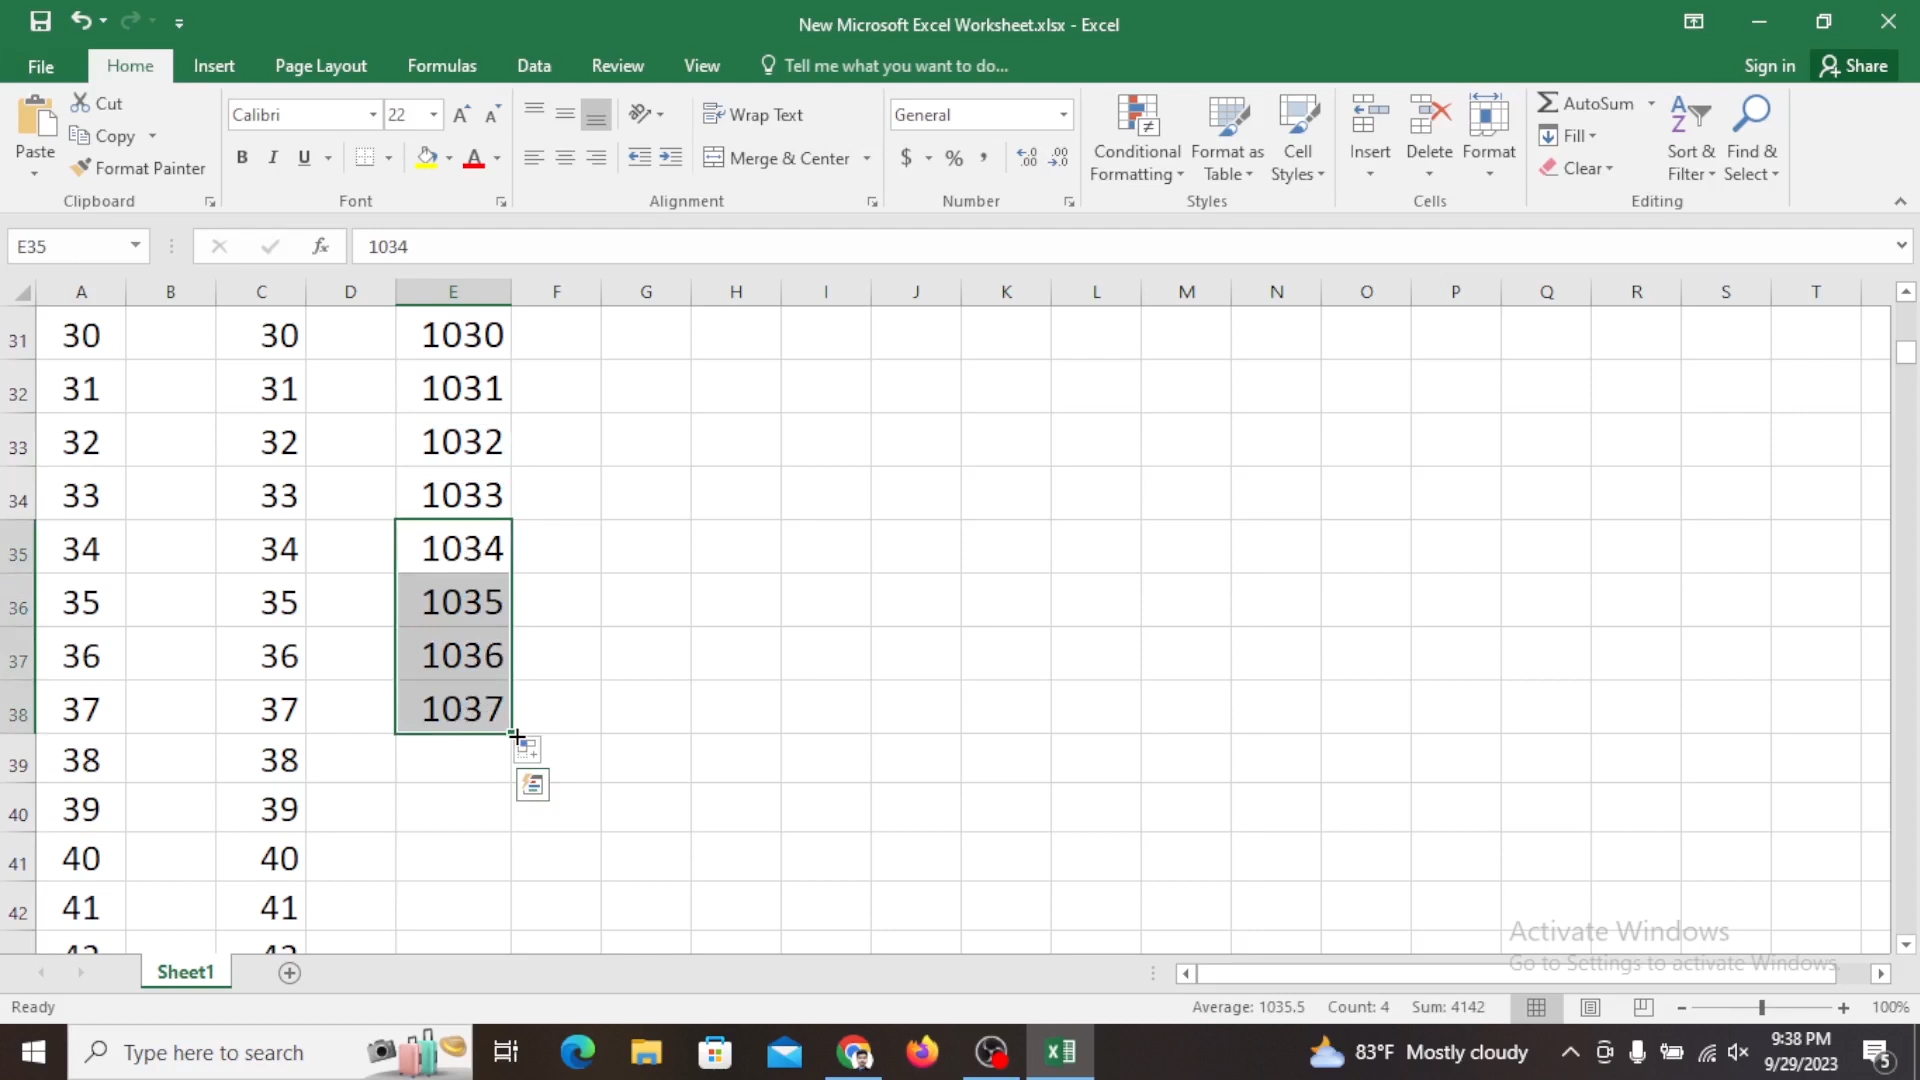 New Microsoft Excel Worksheet.xlsx - Excel
File Home Insert Page Layout Formulas Data Review View Tell me what you want to do... Sign in Share
Paste Cut Copy Format Painter Clipboard
Calibri 22 A A B I U A Font
Wrap Text Merge & Center Alignment
General $ % , .00 .0 Number
Conditional Formatting Format as Table Cell Styles Styles
Insert Delete Format Cells
AutoSum Fill Clear Sort & Filter Find & Select Editing
E35 fx 1034
A B C D E F G H I J K L M N O P Q R S T
31 30 30 1030
32 31 31 1031
33 32 32 1032
34 33 33 1033
35 34 34 1034
36 35 35 1035
37 36 36 1036
38 37 37 1037
39 38 38
40 39 39
41 40 40
42 41 41
42 42
Activate Windows
Go to Settings to activate Windows.
Sheet1
Ready Average: 1035.5 Count: 4 Sum: 4142 100%
Type here to search 83°F Mostly cloudy 9:38 PM
9/29/2023 5